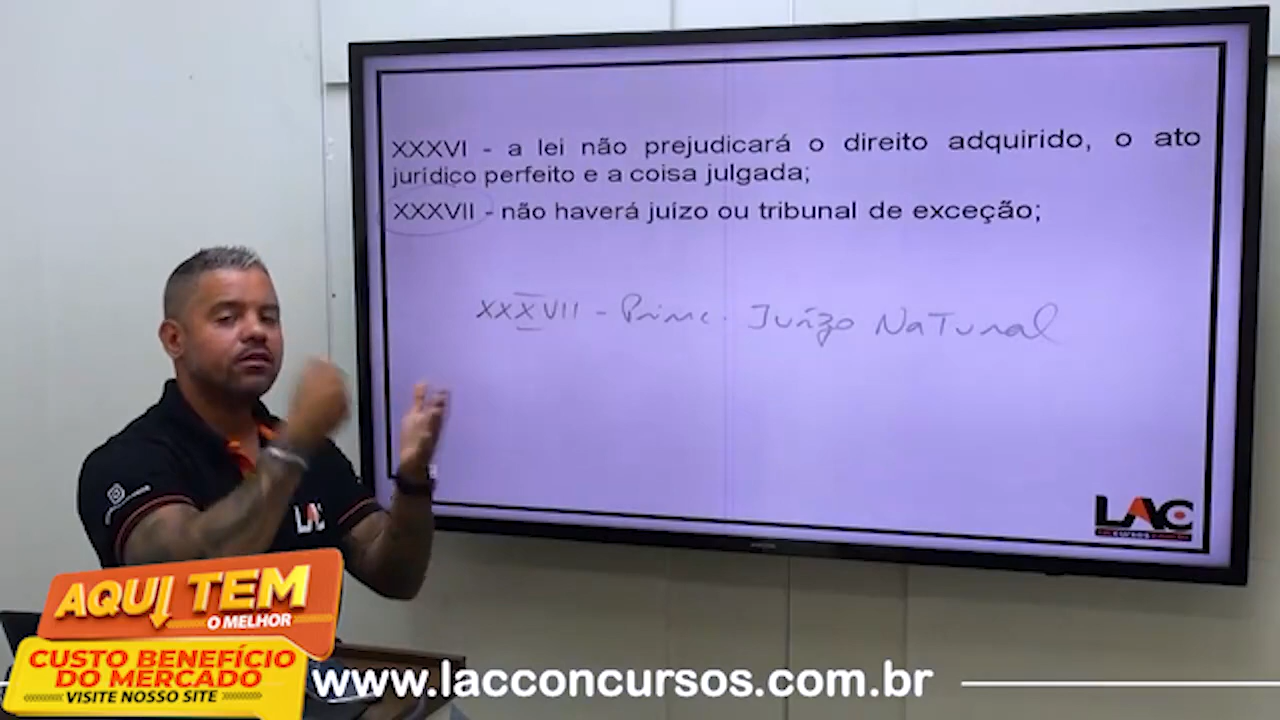 XXXVI - a lei não prejudicará o direito adquirido, o ato
jurídico perfeito e a coisa julgada;
XXXVII - não haverá juízo ou tribunal de exceção;
XXXVII - Princ. Juízo Natural
LAC
CURSOS
LAC
AQUI TEM
O MELHOR
CUSTO BENEFÍCIO
DO MERCADO
VISITE NOSSO SITE
www.lacconcursos.com.br